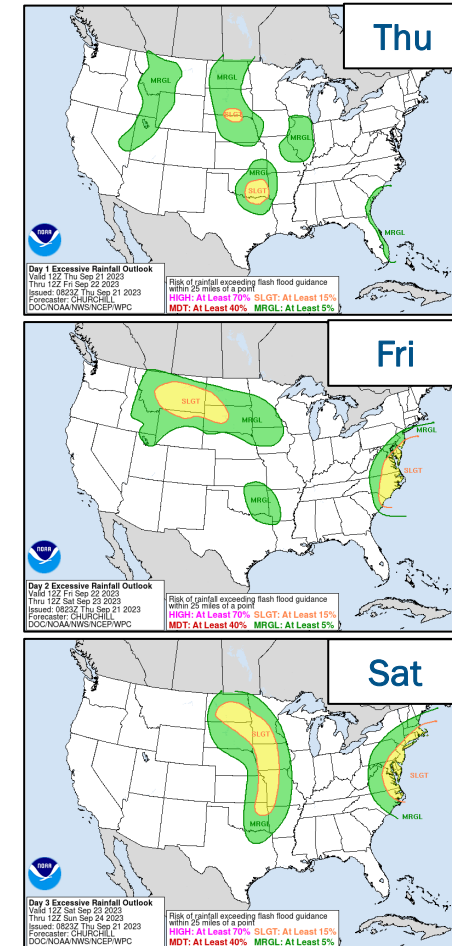 Thu
MRGL
MRGL
SLGT
MRGL
MRGL
SLGT
MRGL
NOAA
Day 1 Excessive Rainfall Outlook
Valid 12Z Thu Sep 21 2023
Thru 12Z Fri Sep 22 2023
Issued: 0823Z Thu Sep 21 2023
Forecaster: CHURCHILL
DOC/NOAA/NWS/NCEP/WPC
Risk of rainfall exceeding flash flood guidance
within 25 miles of a point
HIGH: At Least 70% SLGT: At Least 15%
MDT: At Least 40% MRGL: At Least 5%
Fri
SLGT
MRGL
MRGL
SLGT
MRGL
NOAA
Day 2 Excessive Rainfall Outlook
Valid 12Z Fri Sep 22 2023
Thru 12Z Sat Sep 23 2023
Issued: 0823Z Thu Sep 21 2023
Forecaster: CHURCHILL
DOC/NOAA/NWS/NCEP/WPC
Risk of rainfall exceeding flash flood guidance
within 25 miles of a point
HIGH: At Least 70% SLGT: At Least 15%
MDT: At Least 40% MRGL: At Least 5%
Sat
SLGT
SLGT
MRGL
MRGL
NOAA
Day 3 Excessive Rainfall Outlook
Valid 12Z Sat Sep 23 2023
Thru 12Z Sun Sep 24 2023
Issued: 0823Z Thu Sep 21 2023
Forecaster: CHURCHILL
DOC/NOAA/NWS/NCEP/WPC
Risk of rainfall exceeding flash flood guidance
within 25 miles of a point
HIGH: At Least 70% SLGT: At Least 15%
MDT: At Least 40% MRGL: At Least 5%